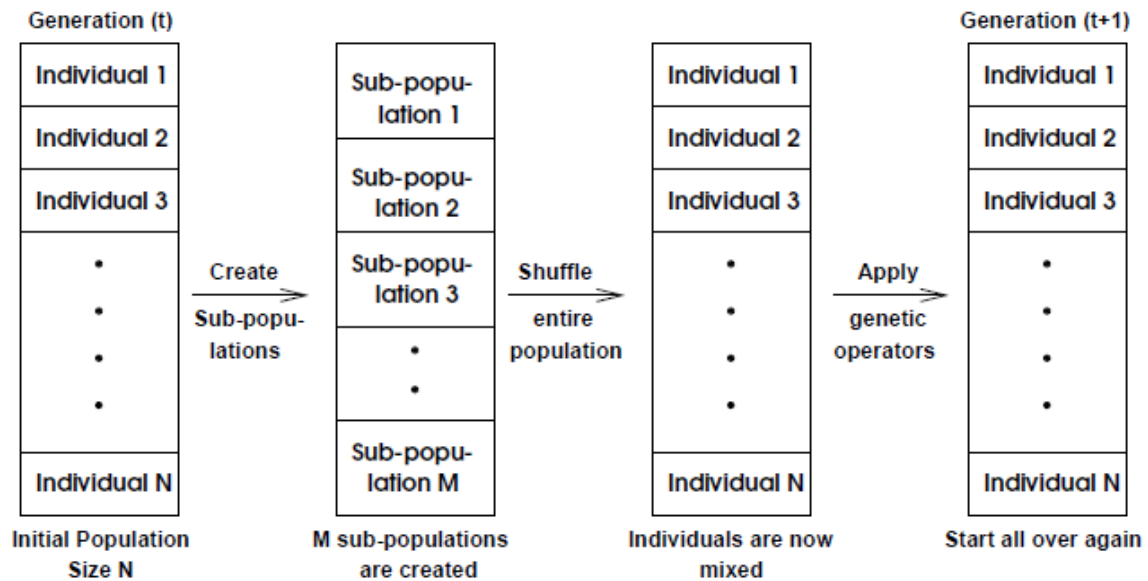 Generation (t)
Individual 1
Individual 2
Individual 3
Individual N
Initial Population
Size N
Create
Sub-popu-
lations
Sub-popu-
lation 1
Sub-popu-
lation 2
Sub-popu-
lation 3
Sub-popu-
lation M
M sub-populations
are created
Shuffle
entire
population
Individual 1
Individual 2
Individual 3
Individual N
Individuals are now
mixed
Apply
genetic
operators
Generation (t+1)
Individual 1
Individual 2
Individual 3
Individual N
Start all over again